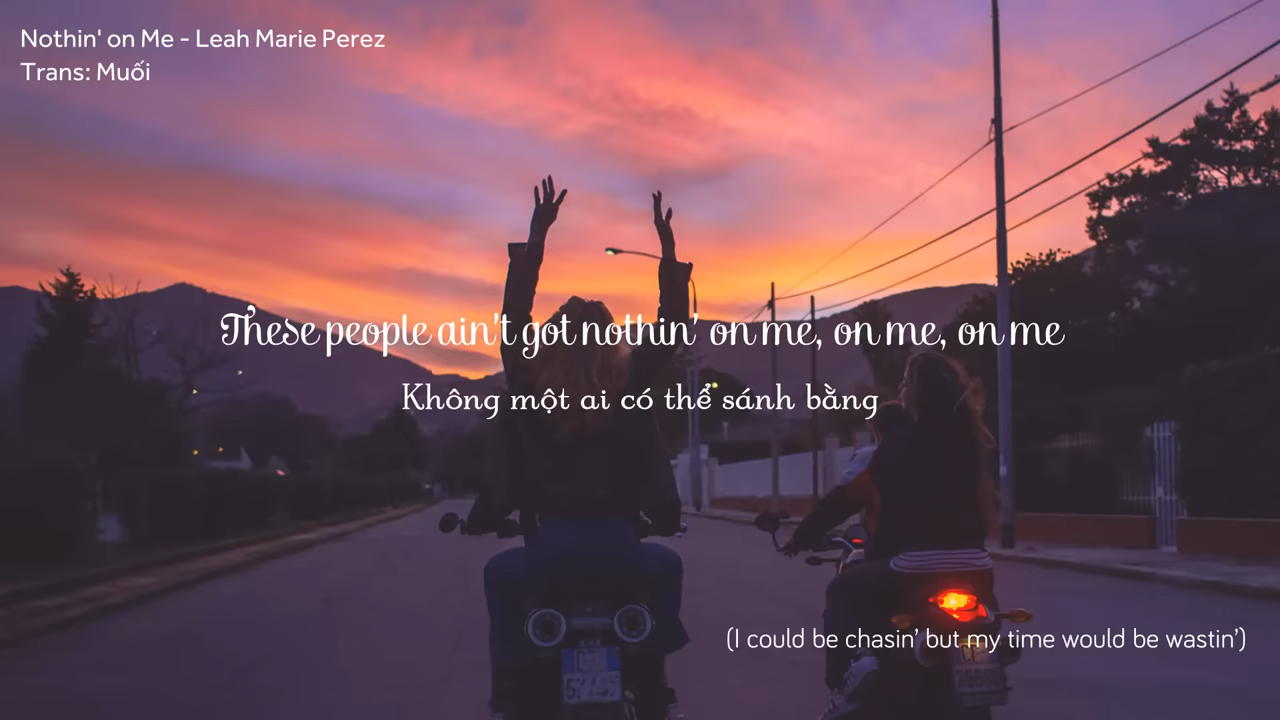 Nothin' on Me - Leah Marie Perez
Trans: Muối
These people ain't got nothin' on me, on me, on me
Không một ai có thể sánh bằng
(I could be chasin’ but my time would be wastin’)